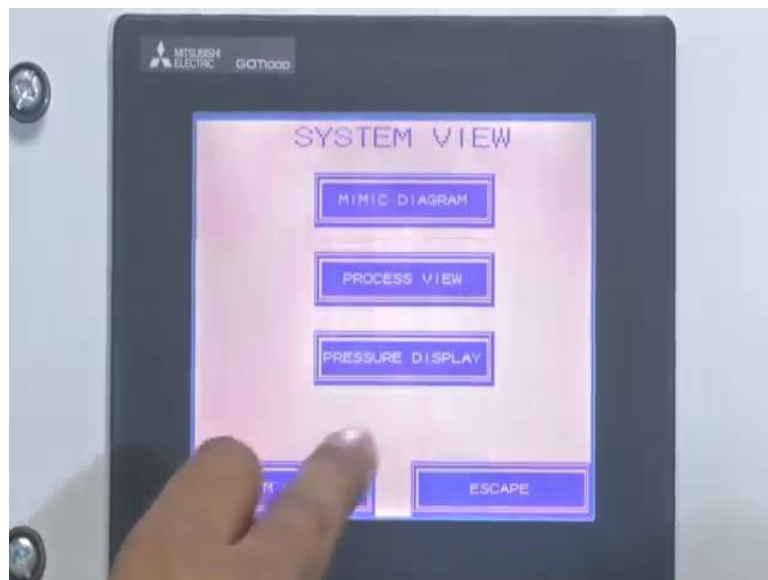 MITSUBISHI
ELECTRIC GOT1000
SYSTEM VIEW
MIMIC DIAGRAM
PROCESS VIEW
PRESSURE DISPLAY
ESCAPE